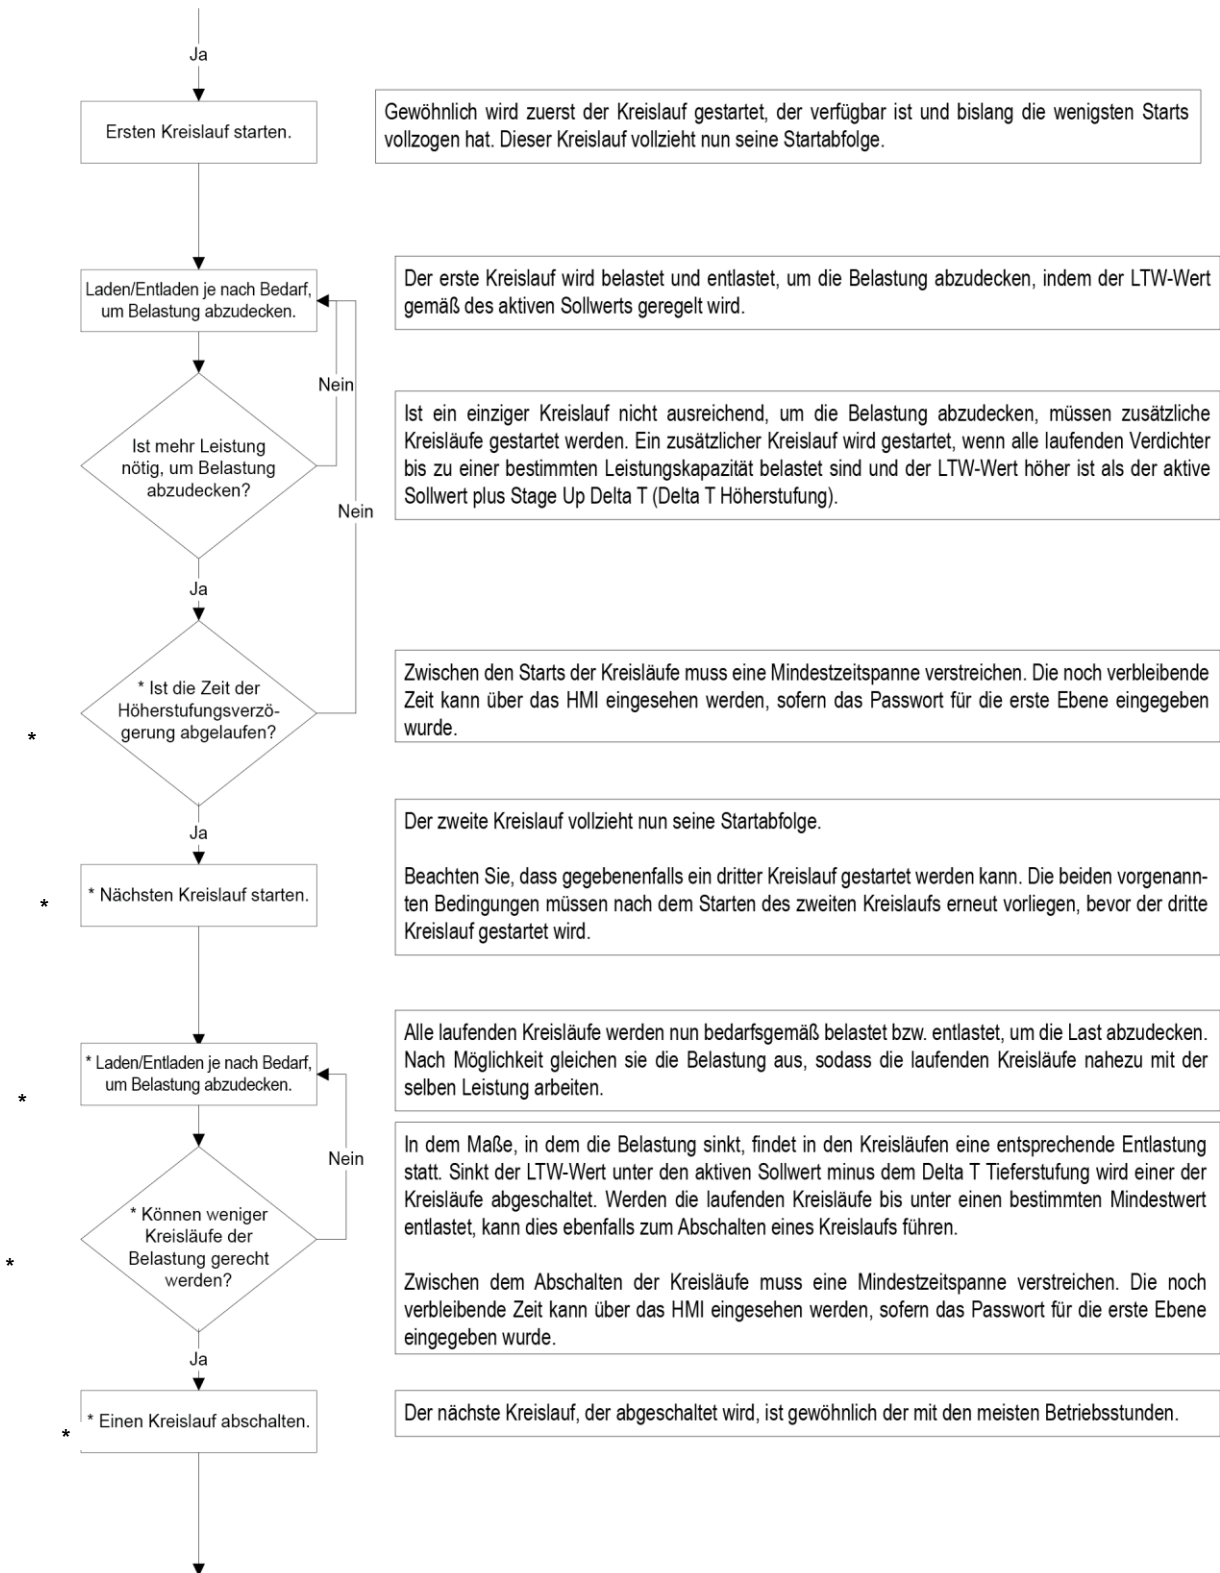 Ja
Ersten Kreislauf starten.
Gewöhnlich wird zuerst der Kreislauf gestartet, der verfügbar ist und bislang die wenigsten Starts
vollzogen hat. Dieser Kreislauf vollzieht nun seine Startabfolge.
Laden/Entladen je nach Bedarf,
um Belastung abzudecken.
Der erste Kreislauf wird belastet und entlastet, um die Belastung abzudecken, indem der LTW-Wert
gemäß des aktiven Sollwerts geregelt wird.
Nein
Ist mehr Leistung
nötig, um Belastung
abzudecken?
Ist ein einziger Kreislauf nicht ausreichend, um die Belastung abzudecken, müssen zusätzliche
Kreisläufe gestartet werden. Ein zusätzlicher Kreislauf wird gestartet, wenn alle laufenden Verdichter
bis zu einer bestimmten Leistungskapazität belastet sind und der LTW-Wert höher ist als der aktive
Sollwert plus Stage Up Delta T (Delta T Höherstufung).
Nein
Ja
* Ist die Zeit der
Höherstufungsverzö-
gerung abgelaufen?
*
Zwischen den Starts der Kreisläufe muss eine Mindestzeitspanne verstreichen. Die noch verbleibende
Zeit kann über das HMI eingesehen werden, sofern das Passwort für die erste Ebene eingegeben
wurde.
Ja
* Nächsten Kreislauf starten.
*
Der zweite Kreislauf vollzieht nun seine Startabfolge.
Beachten Sie, dass gegebenenfalls ein dritter Kreislauf gestartet werden kann. Die beiden vorgenann-
ten Bedingungen müssen nach dem Starten des zweiten Kreislaufs erneut vorliegen, bevor der dritte
Kreislauf gestartet wird.
* Laden/Entladen je nach Bedarf,
um Belastung abzudecken.
*
Alle laufenden Kreisläufe werden nun bedarfsgemäß belastet bzw. entlastet, um die Last abzudecken.
Nach Möglichkeit gleichen sie die Belastung aus, sodass die laufenden Kreisläufe nahezu mit der
selben Leistung arbeiten.
Nein
* Können weniger
Kreisläufe der
Belastung gerecht
werden?
*
In dem Maße, in dem die Belastung sinkt, findet in den Kreisläufen eine entsprechende Entlastung
statt. Sinkt der LTW-Wert unter den aktiven Sollwert minus dem Delta T Tieferstufung wird einer der
Kreisläufe abgeschaltet. Werden die laufenden Kreisläufe bis unter einen bestimmten Mindestwert
entlastet, kann dies ebenfalls zum Abschalten eines Kreislaufs führen.
Zwischen dem Abschalten der Kreisläufe muss eine Mindestzeitspanne verstreichen. Die noch
verbleibende Zeit kann über das HMI eingesehen werden, sofern das Passwort für die erste Ebene
eingegeben wurde.
Ja
* Einen Kreislauf abschalten.
*
Der nächste Kreislauf, der abgeschaltet wird, ist gewöhnlich der mit den meisten Betriebsstunden.